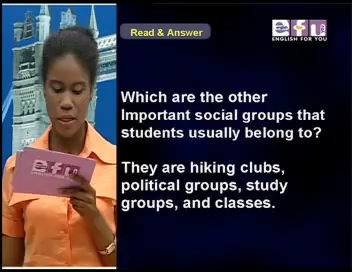 Read & Answer
efu
ENGLISH FOR YOU
Which are the other
Important social groups that
students usually belong to?
They are hiking clubs,
political groups, study
groups, and classes.
efu